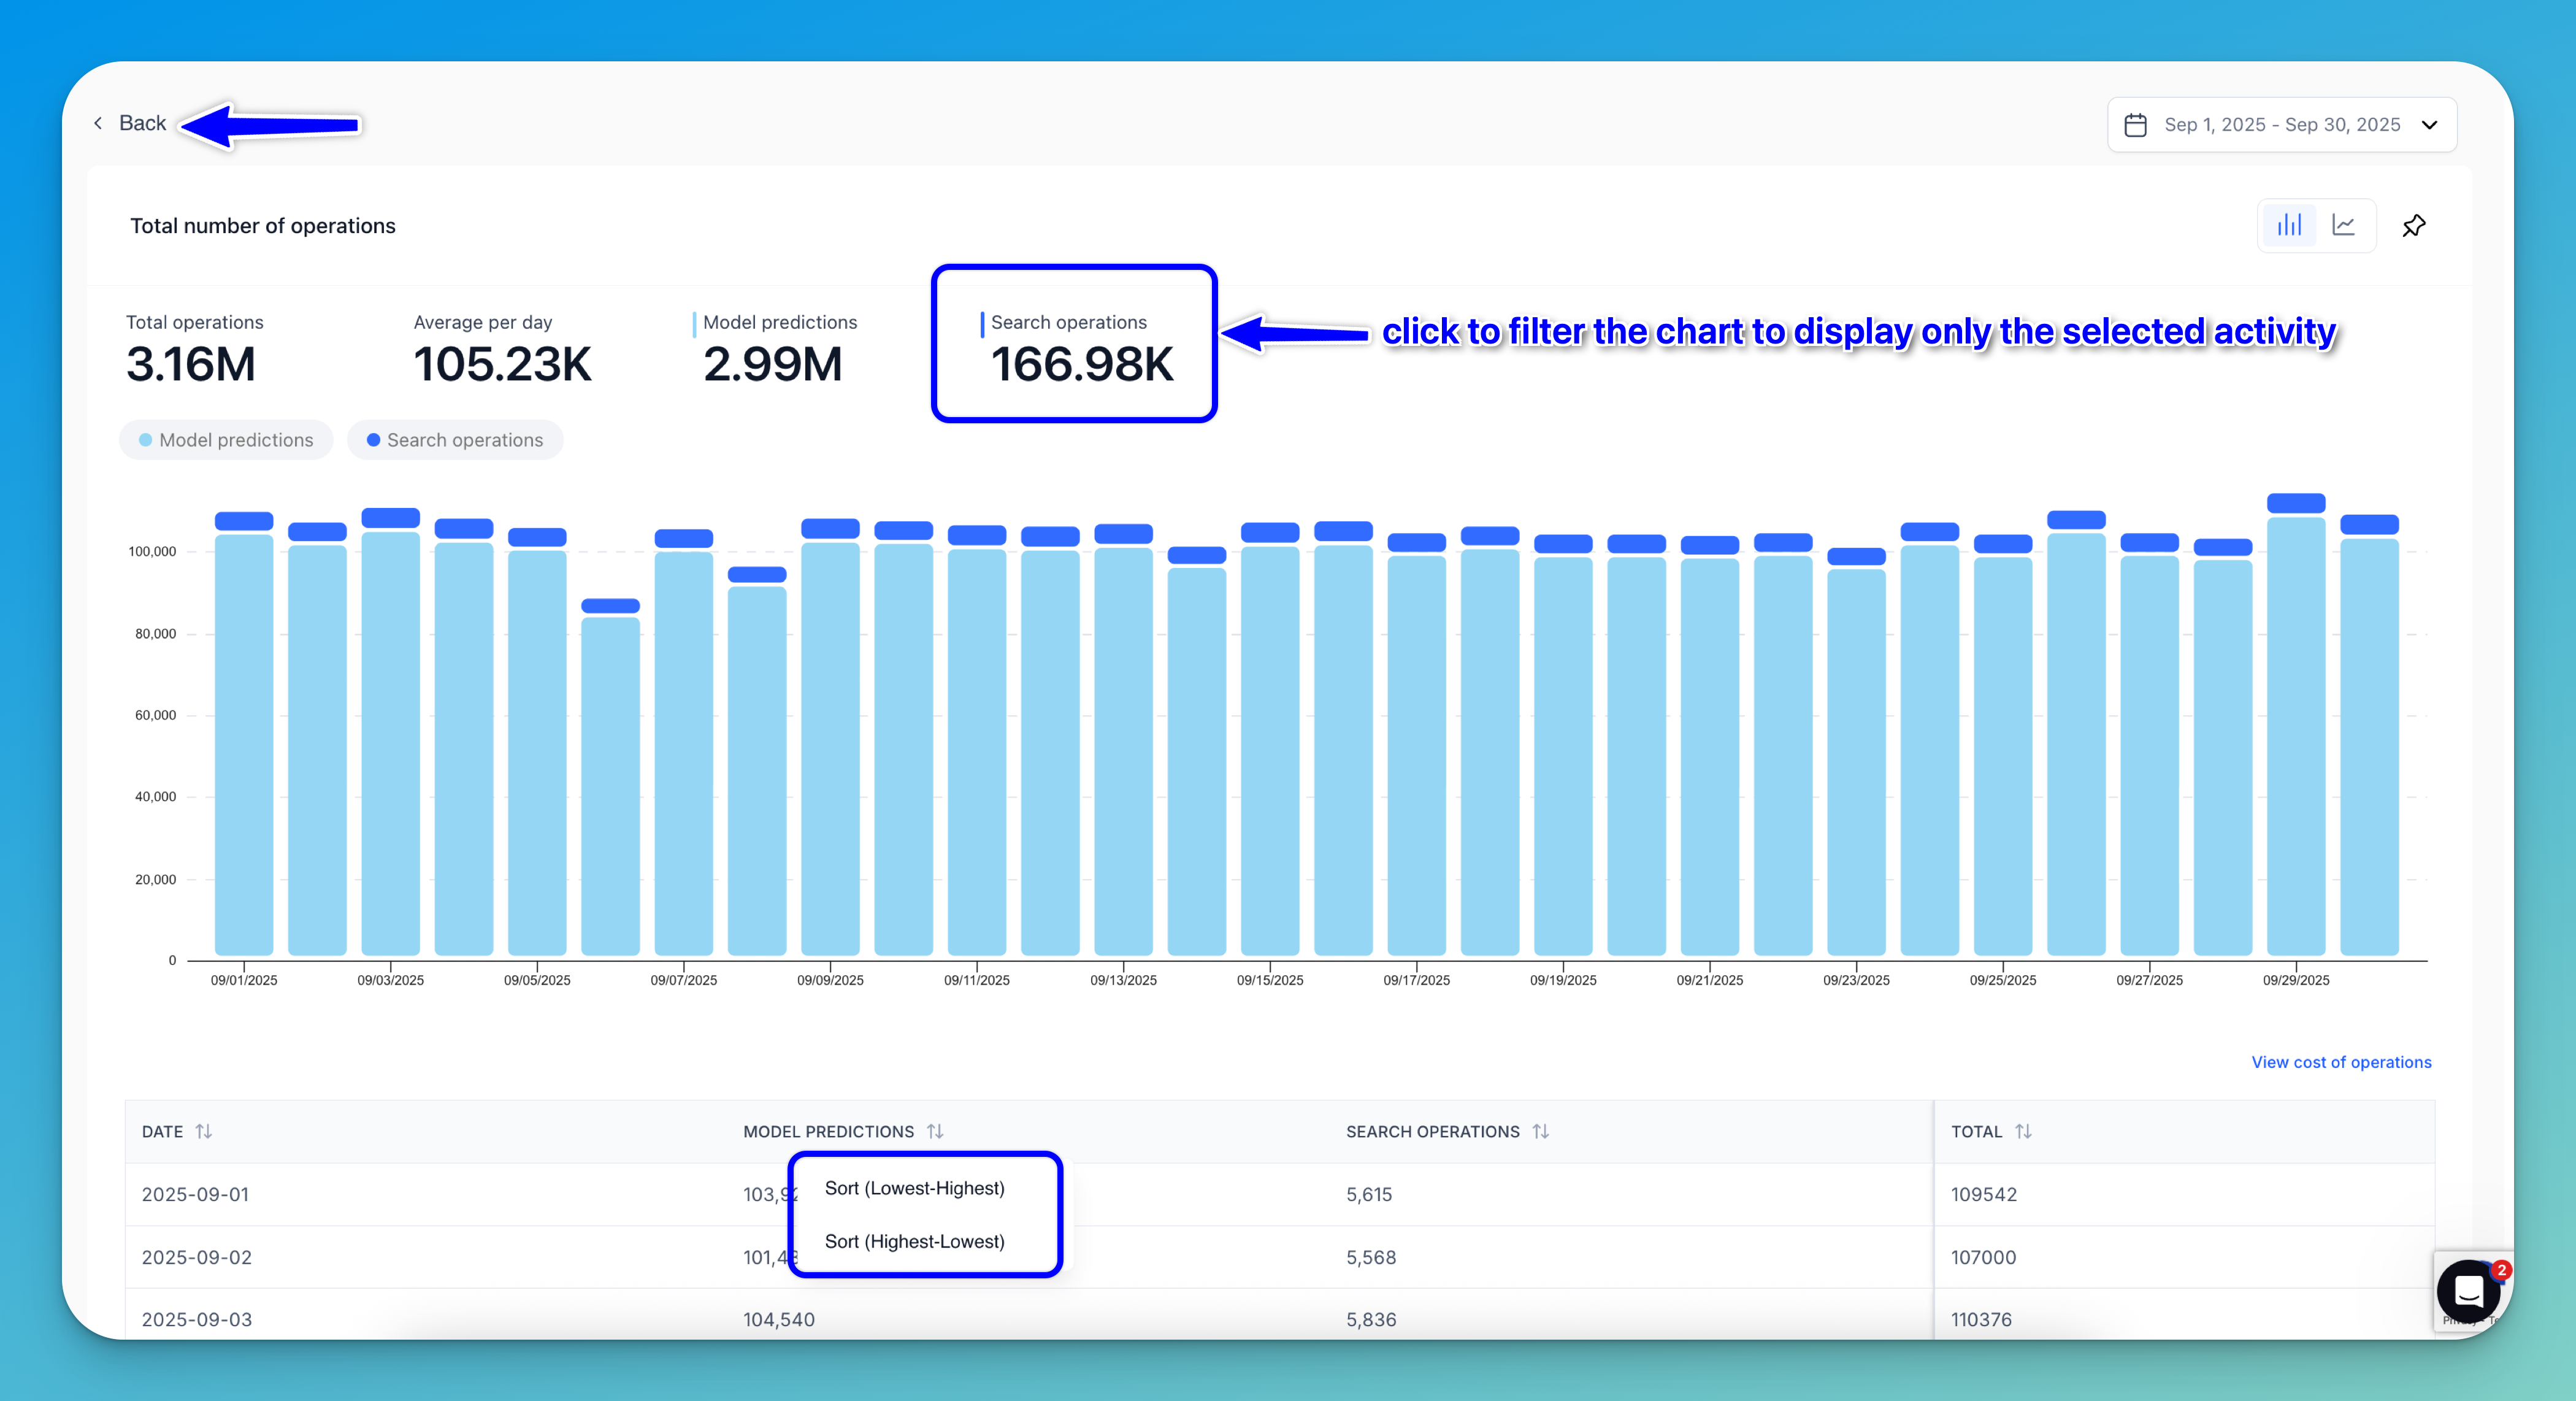 Back
Sep 1, 2025 - Sep 30, 2025
Total number of operations
Total operations
3.16M
Average per day
105.23K
Model predictions
2.99M
Search operations
166.98K
click to filter the chart to display only the selected activity
Model predictions
Search operations
100,000
80,000
60,000
40,000
20,000
0
09/01/2025 09/03/2025 09/05/2025 09/07/2025 09/09/2025 09/11/2025 09/13/2025 09/15/2025 09/17/2025 09/19/2025 09/21/2025 09/23/2025 09/25/2025 09/27/2025 09/29/2025
View cost of operations
DATE MODEL PREDICTIONS SEARCH OPERATIONS TOTAL
2025-09-01 5,615 109542
Sort (Lowest-Highest)
Sort (Highest-Lowest)
2025-09-02 5,568 107000
2025-09-03 104,540 5,836 110376
2